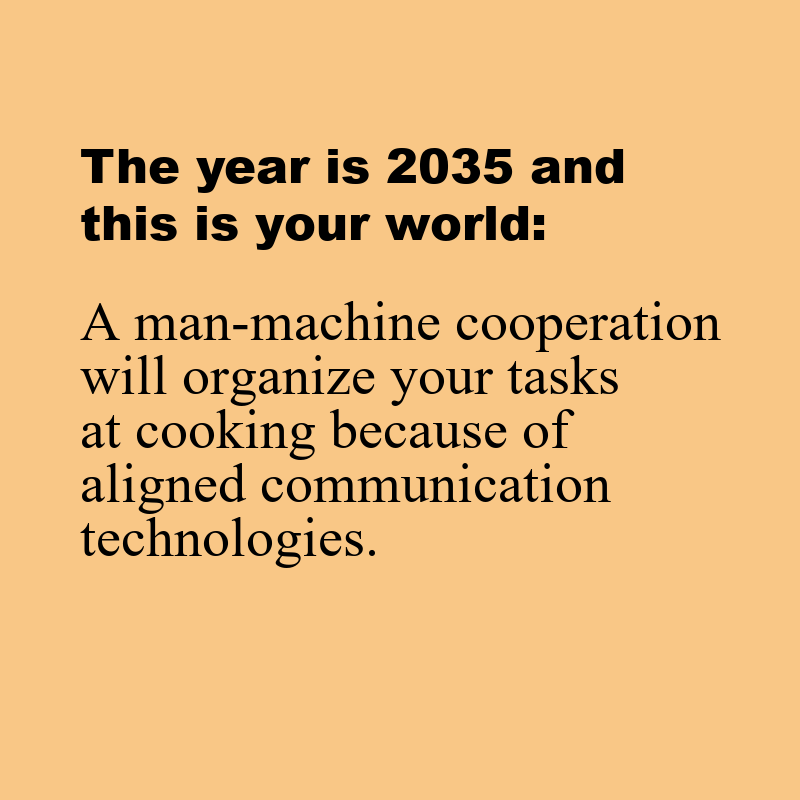 The year is 2035 and
this is your world:
A man-machine cooperation
will organize your tasks
at cooking because of
aligned communication
technologies.